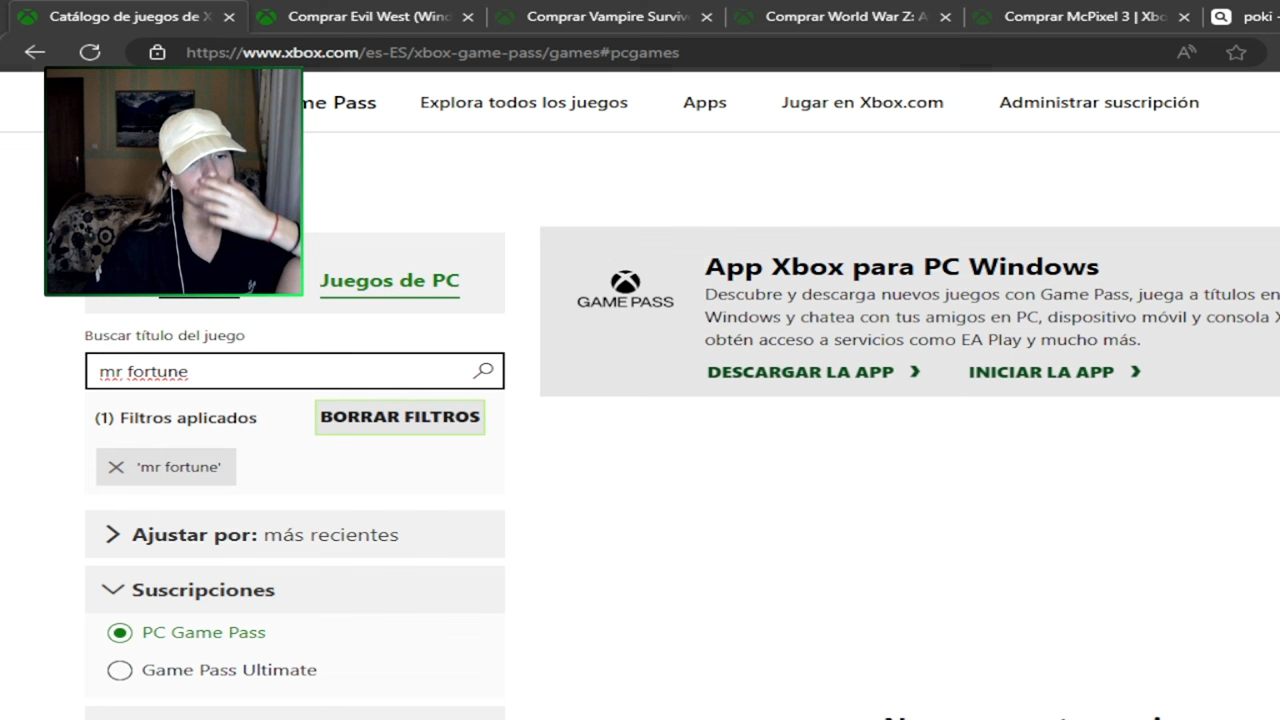 Catálogo de juegos de X
Comprar Evil West (Wind
Comprar Vampire Surviv
Comprar World War Z: A
Comprar McPixel 3 | Xbo
poki -
https://www.xbox.com/es-ES/xbox-game-pass/games#pcgames
me Pass
Explora todos los juegos
Apps
Jugar en Xbox.com
Administrar suscripción
Juegos de PC
Buscar título del juego
mr fortune
(1) Filtros aplicados
BORRAR FILTROS
'mr fortune'
Ajustar por: más recientes
Suscripciones
PC Game Pass
Game Pass Ultimate
GAME PASS
App Xbox para PC Windows
Descubre y descarga nuevos juegos con Game Pass, juega a títulos en
Windows y chatea con tus amigos en PC, dispositivo móvil y consola X
obtén acceso a servicios como EA Play y mucho más.
DESCARGAR LA APP
INICIAR LA APP